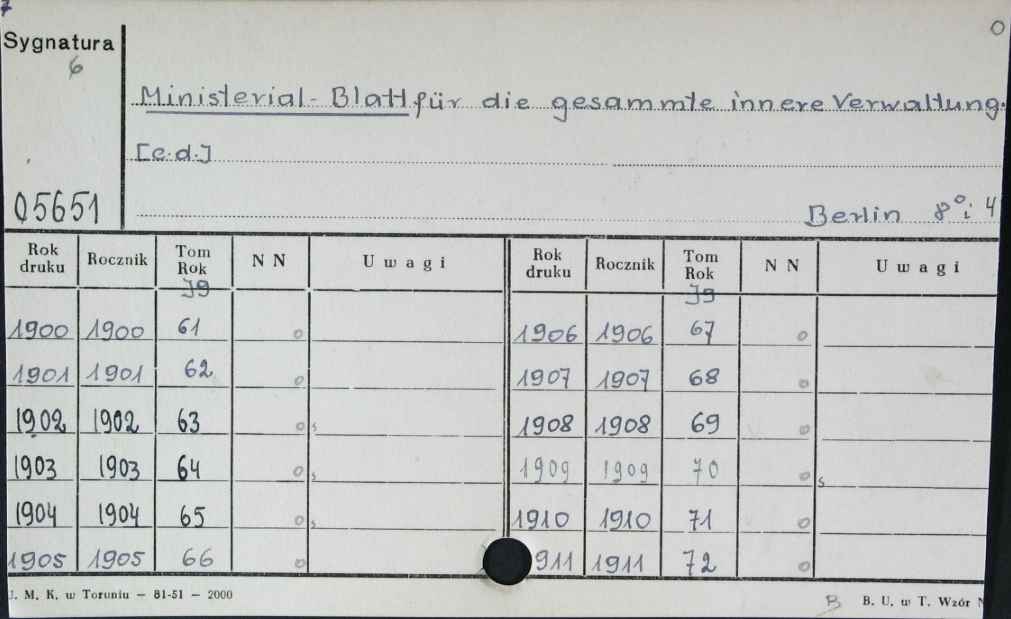 7
Sygnatura
6
O
Ministerial-Blatt für die gesammte innere Verwaltung.
[c.d.]
05651
Berlin 8° i 4
Rok druku Rocznik Tom Rok N N U w a g i Rok druku Rocznik Tom Rok N N U w a g i
Jg Jg
1900 1900 61 o 1906 1906 67 o
1901 1901 62 o 1907 1907 68 o
1902 1902 63 o s 1908 1908 69 o
1903 1903 64 o s 1909 1909 70 o s
1904 1904 65 o s 1910 1910 71 o
1905 1905 66 o 911 1911 72 o
J. M. K. w Toruniu — 81-51 — 2000
B
B. U. w T. Wzór N